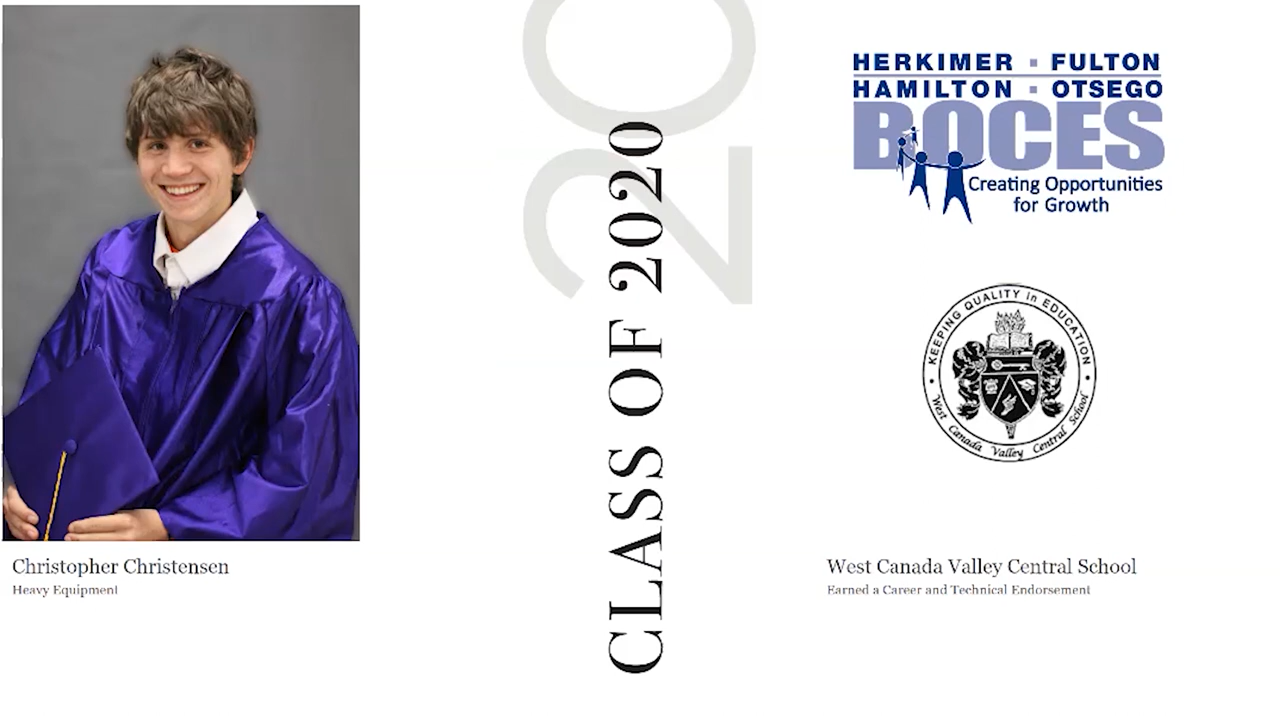 Christopher Christensen
Heavy Equipment
20
CLASS OF 2020
HERKIMER ▪ FULTON
HAMILTON ▪ OTSEGO
BOCES
Creating Opportunities
for Growth
KEEPING QUALITY in EDUCATION
West Canada Valley Central School
West Canada Valley Central School
Earned a Career and Technical Endorsement